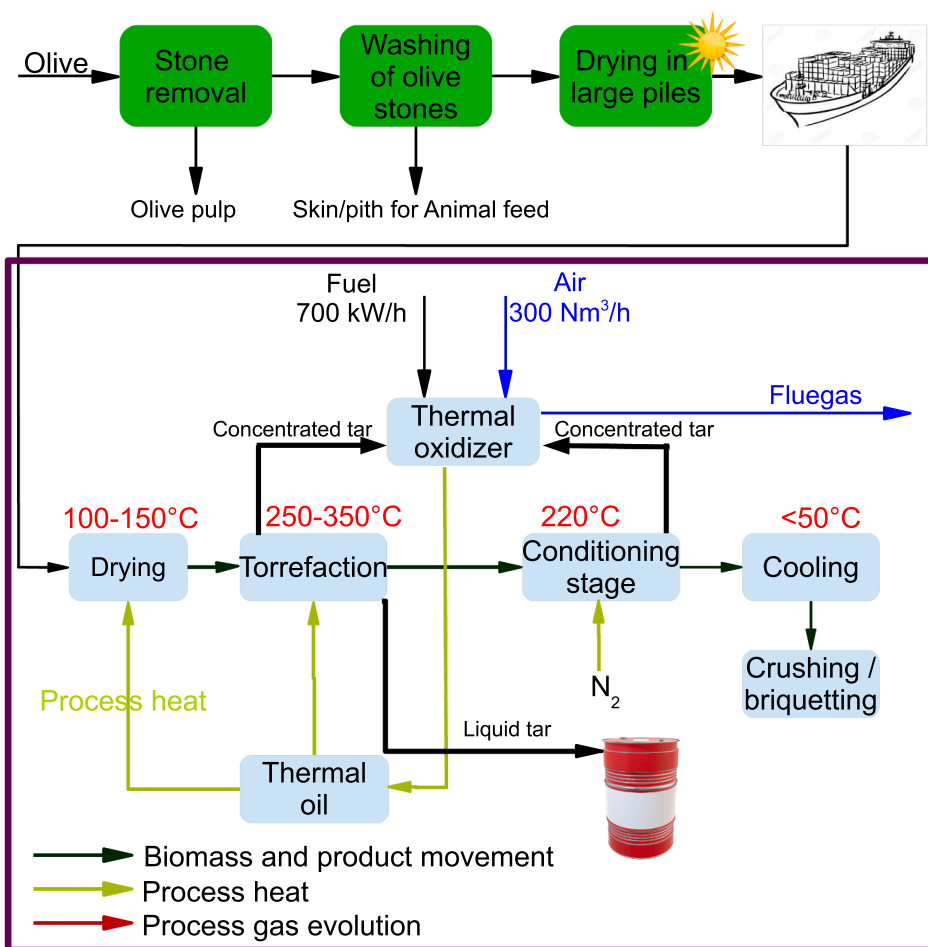 Olive
Stone
removal
Washing
of olive
stones
Drying in
large piles
Olive pulp
Skin/pith for Animal feed
Fuel
700 kW/h
Air
300 Nm³/h
Thermal
oxidizer
Fluegas
Concentrated tar
Concentrated tar
100-150°C
250-350°C
220°C
<50°C
Drying
Torrefaction
Conditioning
stage
Cooling
Crushing /
briquetting
N₂
Process heat
Liquid tar
Thermal
oil
Biomass and product movement
Process heat
Process gas evolution